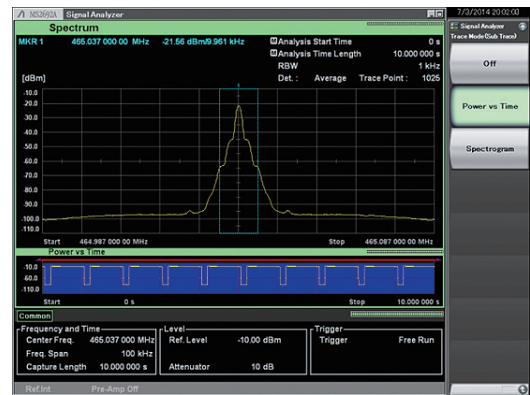 MS2692A Signal Analyzer
7/3/2014 20:02:00
Spectrum
MKR 1 465.037 000 00 MHz -21.56 dBm/9.961 kHz
Analysis Start Time 0 s
Analysis Time Length 10.000 000 s
RBW 1 kHz
Det. : Average Trace Point : 1025
[dBm]
-10.0
-20.0
-30.0
-40.0
-50.0
-60.0
-70.0
-80.0
-90.0
-100.0
-110.0
Start 464.987 000 00 MHz Stop 465.087 000 00 MHz
Power vs Time
-10.0
-60.0
-110.0
Start 0 s Stop 10.000 000 s
Common
Frequency and Time
Center Freq. 465.037 000 MHz
Freq. Span 100 kHz
Capture Length 10.000 000 s
Level
Ref. Level -10.00 dBm
Attenuator 10 dB
Trigger
Trigger Free Run
Ref.Int Pre-Amp Off
Signal Analyzer
Trace Mode(Sub Trace)
Off
Power vs Time
Spectrogram